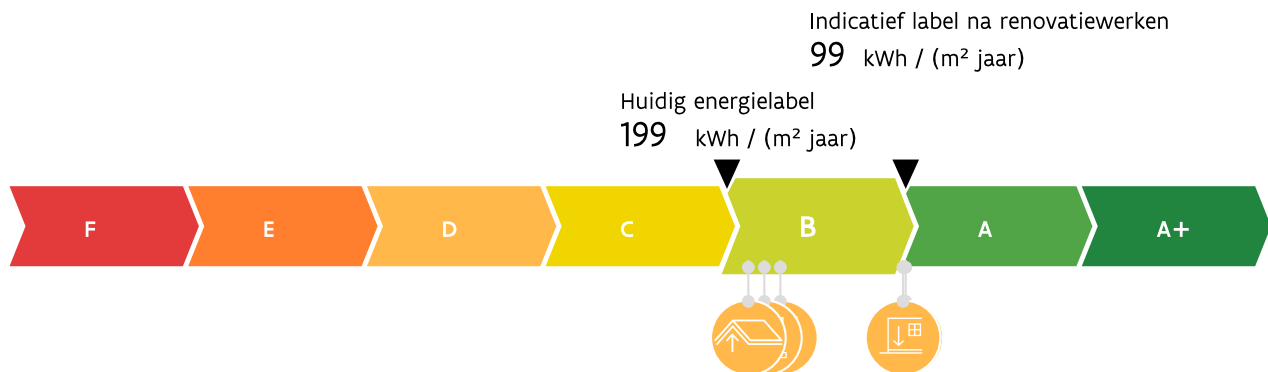 Indicatief label na renovatiewerken
99 kWh / (m² jaar)
Huidig energielabel
199 kWh / (m² jaar)
F E D C B A A+